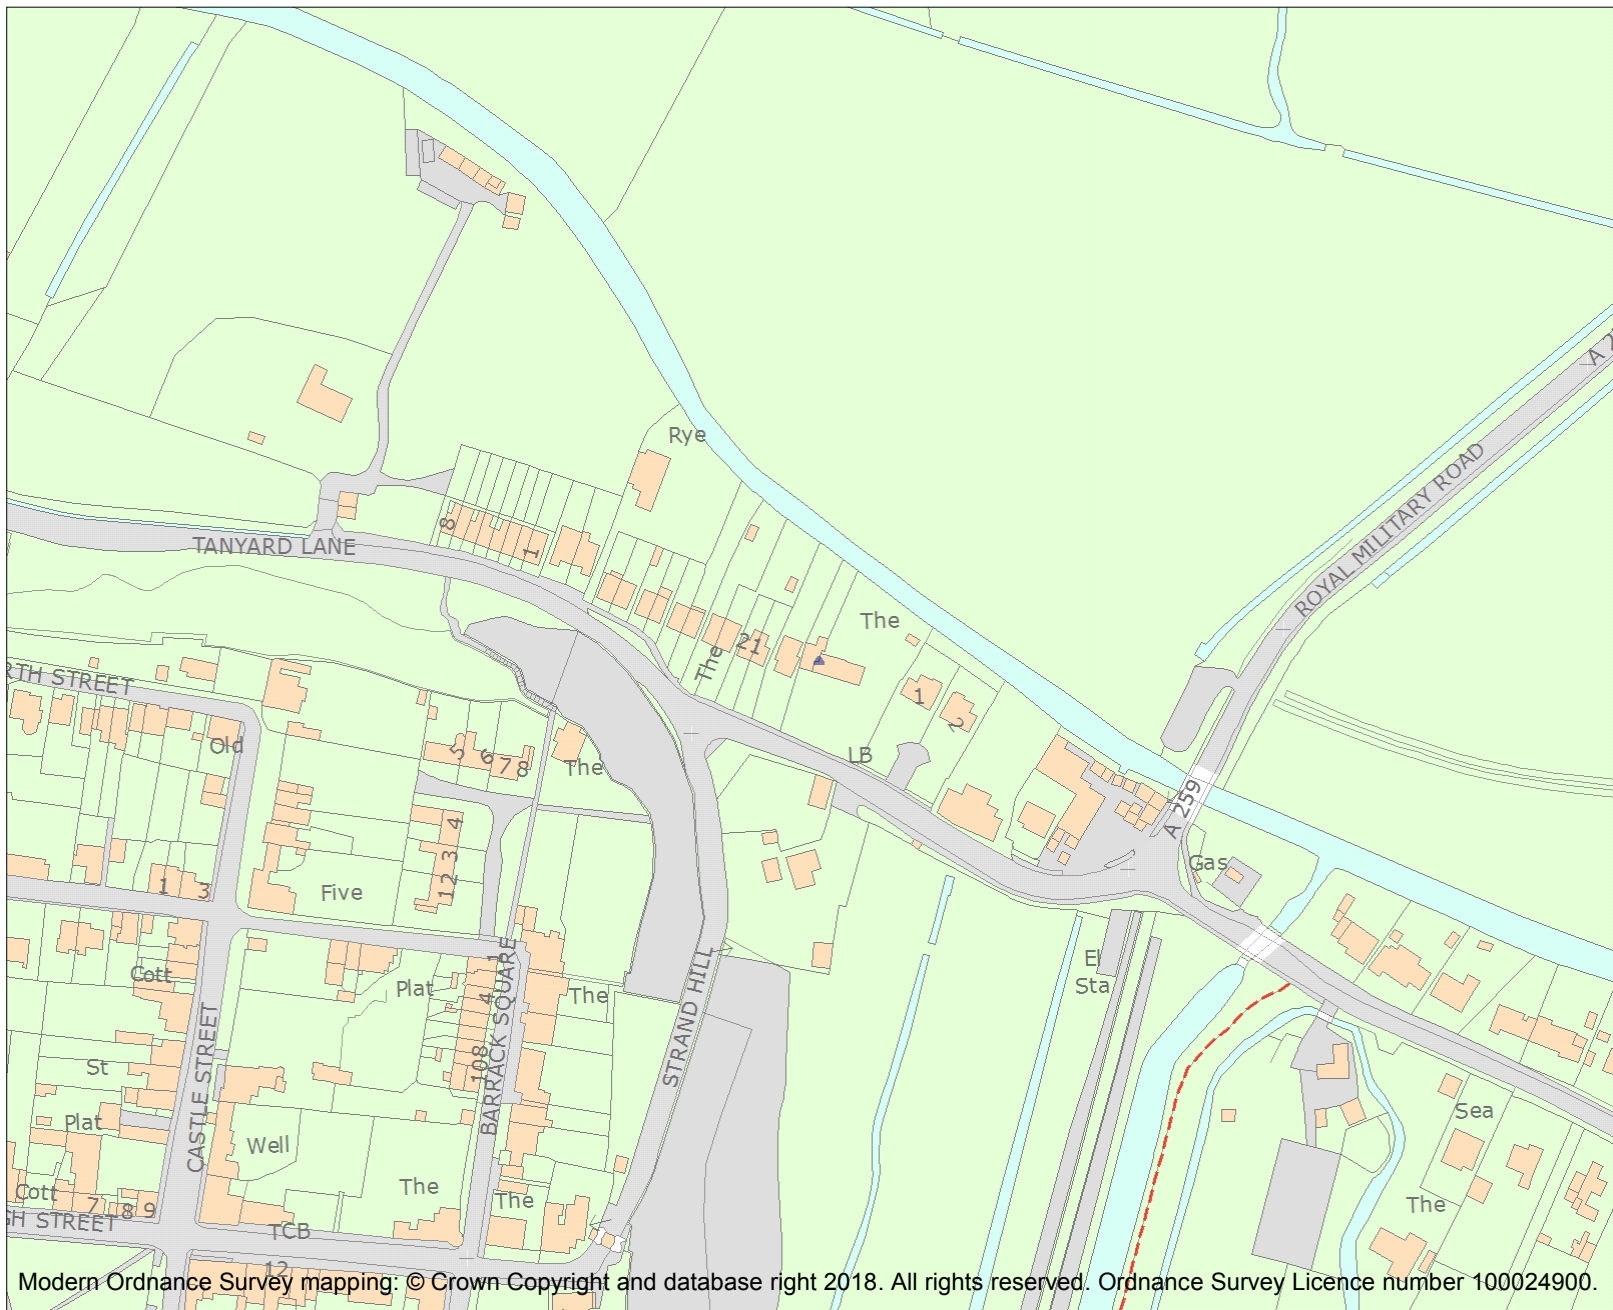 A 2
Rye
ROYAL MILITARY ROAD
8
TANYARD LANE
1
The
21
The
RTH STREET
1
2
Old
5
6
7
8
The
LB
A 259
4
Gas
3
12
1
3
Five
1
Cott
Plat
4
The
El
Sta
BARRACK SQUARE
STRAND HILL
CASTLE STREET
108
St
Plat
Sea
Well
The
The
The
Cott
7
8
9
GH STREET
TCB
12
Modern Ordnance Survey mapping: © Crown Copyright and database right 2018. All rights reserved. Ordnance Survey Licence number 100024900.